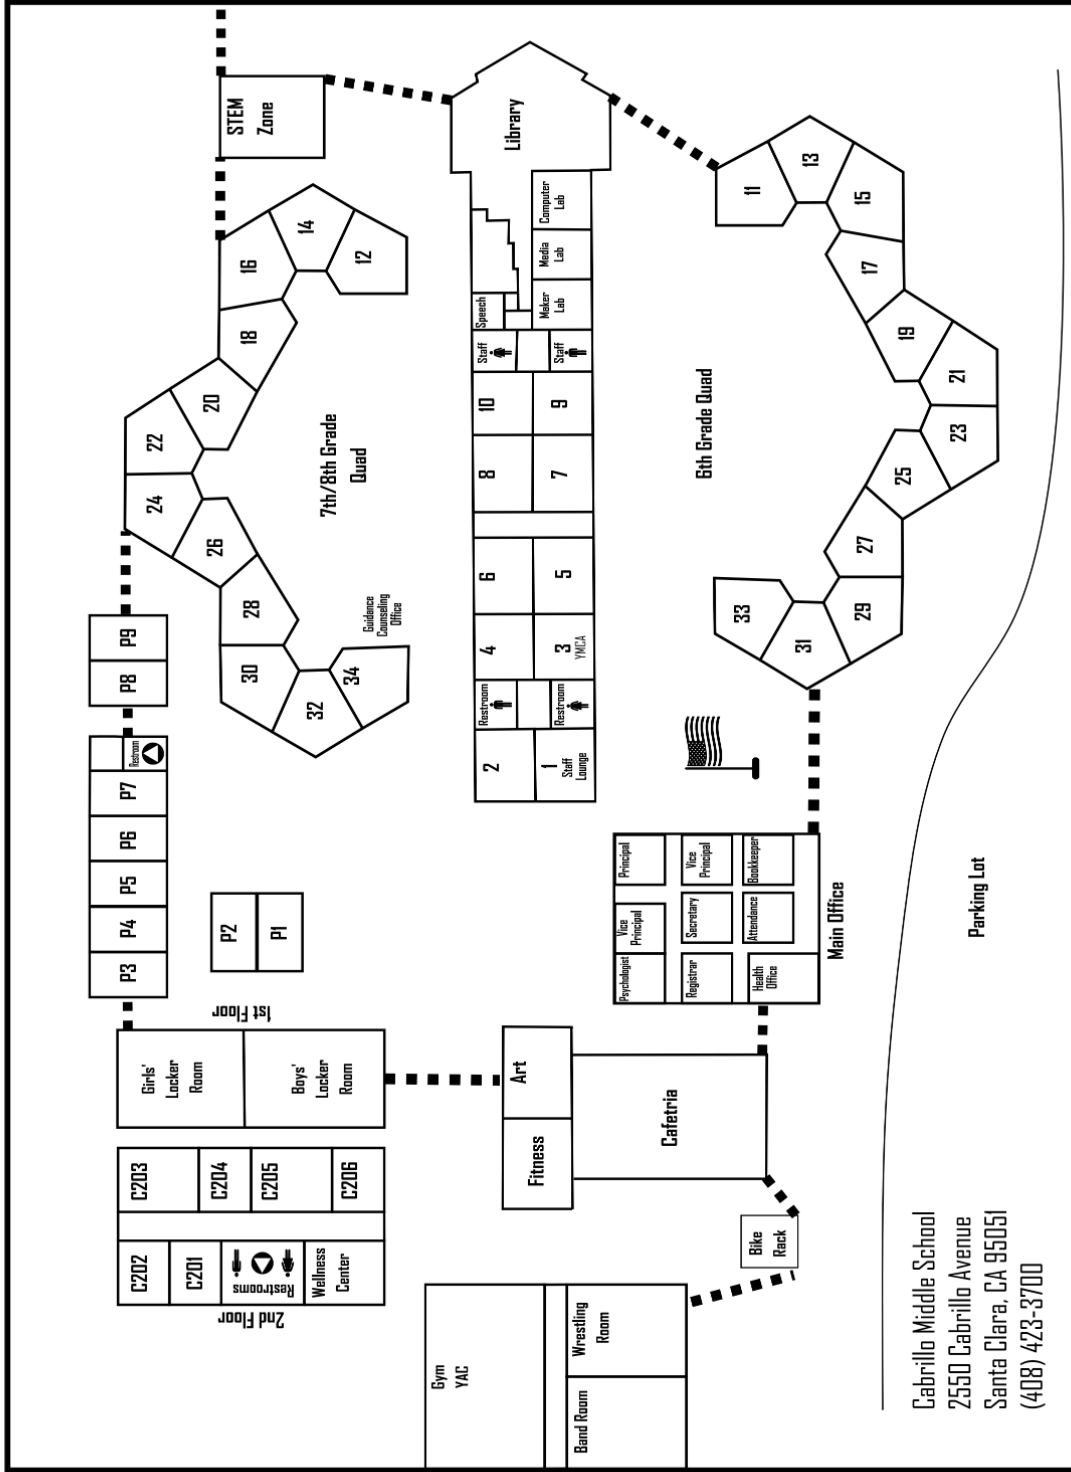 Cabrillo Middle School
2550 Cabrillo Avenue
Santa Clara, CA 95051
(408) 423-3700
2nd Floor
C202
C201
Restrooms
Wellness
Center
C203
C204
C205
C206
1st Floor
Girls'
Locker
Room
Boys'
Locker
Room
P3
P4
P5
P6
P7
Restroom
P8
P9
P2
P1
STEM
Zone
30
28
26
24
22
20
18
16
14
12
32
34
Guidance
Counseling
Office
7th/8th Grade
Quad
Gym
YAC
Band Room
Wrestling
Room
Bike
Rack
Fitness
Art
Cafetria
2
1
Staff
Lounge
Restroom
Restroom
4
3
YMCA
6
5
8
7
10
9
Staff
Staff
Speech
Maker
Lab
Media
Lab
Computer
Lab
Library
Psychologist
Vice
Principal
Principal
Registrar
Secretary
Vice
Principal
Health
Office
Attendance
Bookkeeper
Main Office
6th Grade Quad
33
31
29
27
25
23
21
19
17
15
13
11
Parking Lot